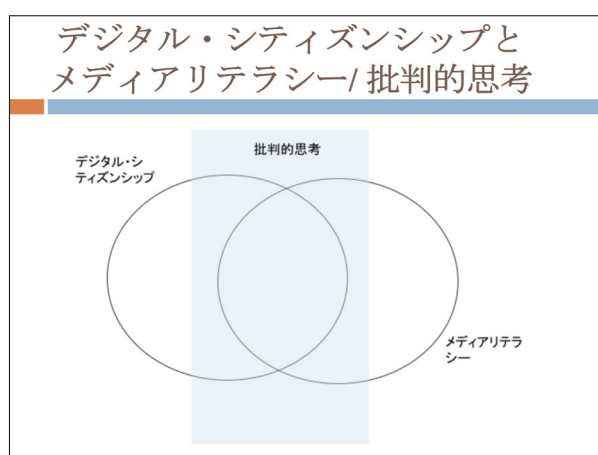 デジタル・シティズンシップと
メディアリテラシー/ 批判的思考
批判的思考
デジタル・シ
ティズンシップ
メディアリテラ
シー